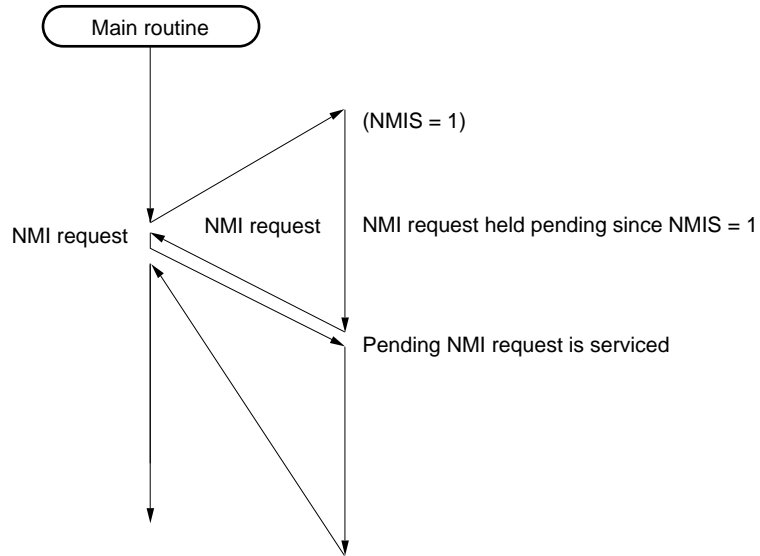 Main routine
(NMIS = 1)
NMI request
NMI request
NMI request held pending since NMIS = 1
Pending NMI request is serviced